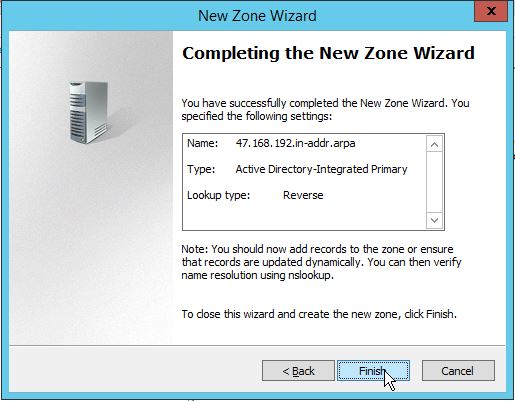 New Zone Wizard
x
Completing the New Zone Wizard
You have successfully completed the New Zone Wizard. You
specified the following settings:
Name: 47.168.192.in-addr.arpa
Type: Active Directory-Integrated Primary
Lookup type: Reverse
Note: You should now add records to the zone or ensure
that records are updated dynamically. You can then verify
name resolution using nslookup.
To close this wizard and create the new zone, click Finish.
< Back Finish Cancel